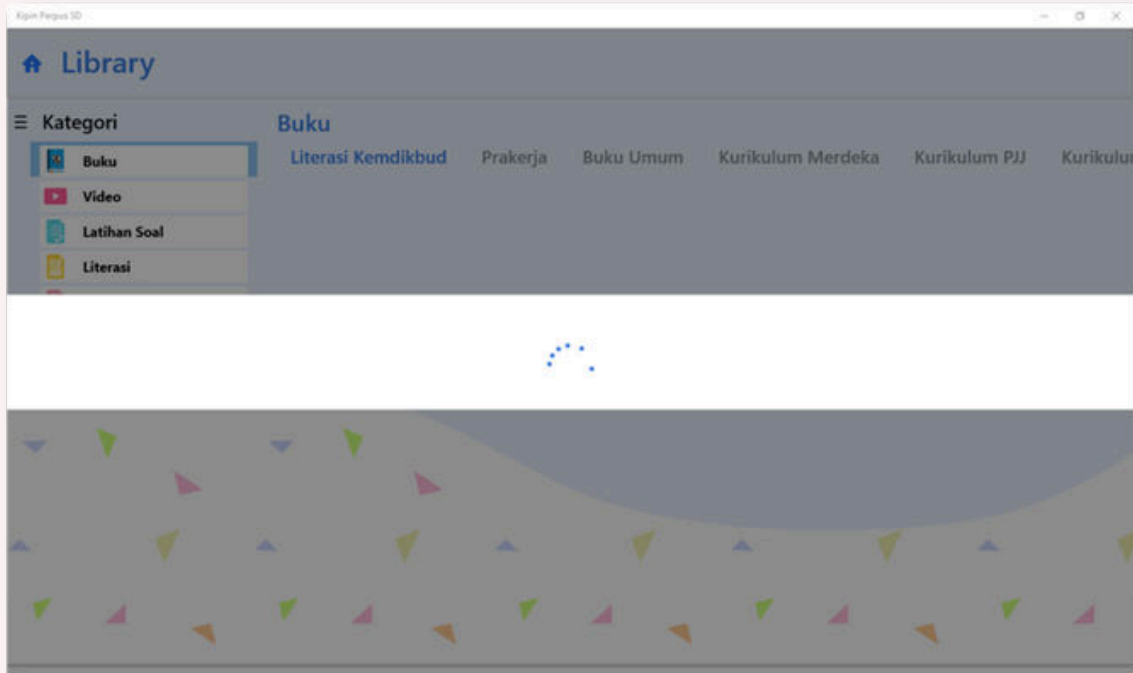 Kipin Perpus SD
Library
Kategori
Buku
Video
Latihan Soal
Literasi
Buku
Literasi Kemdikbud Prakerja Buku Umum Kurikulum Merdeka Kurikulum PJJ